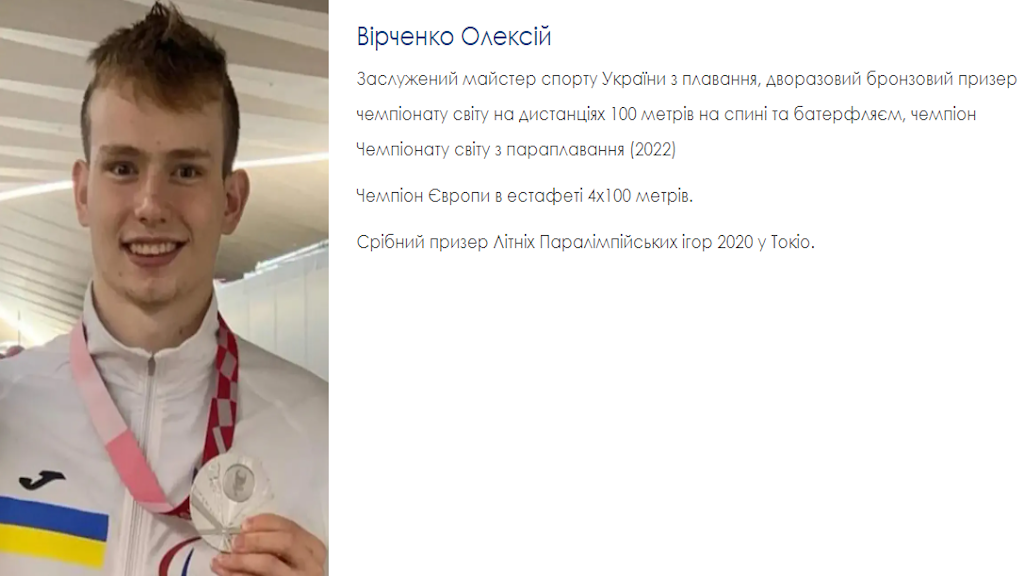 Вірченко Олексій
Заслужений майстер спорту України з плавання, дворазовий бронзовий призер
чемпіонату світу на дистанціях 100 метрів на спині та батерфляєм, чемпіон
Чемпіонату світу з параплавання (2022)
Чемпіон Європи в естафеті 4х100 метрів.
Срібний призер Літніх Паралімпійських ігор 2020 у Токіо.